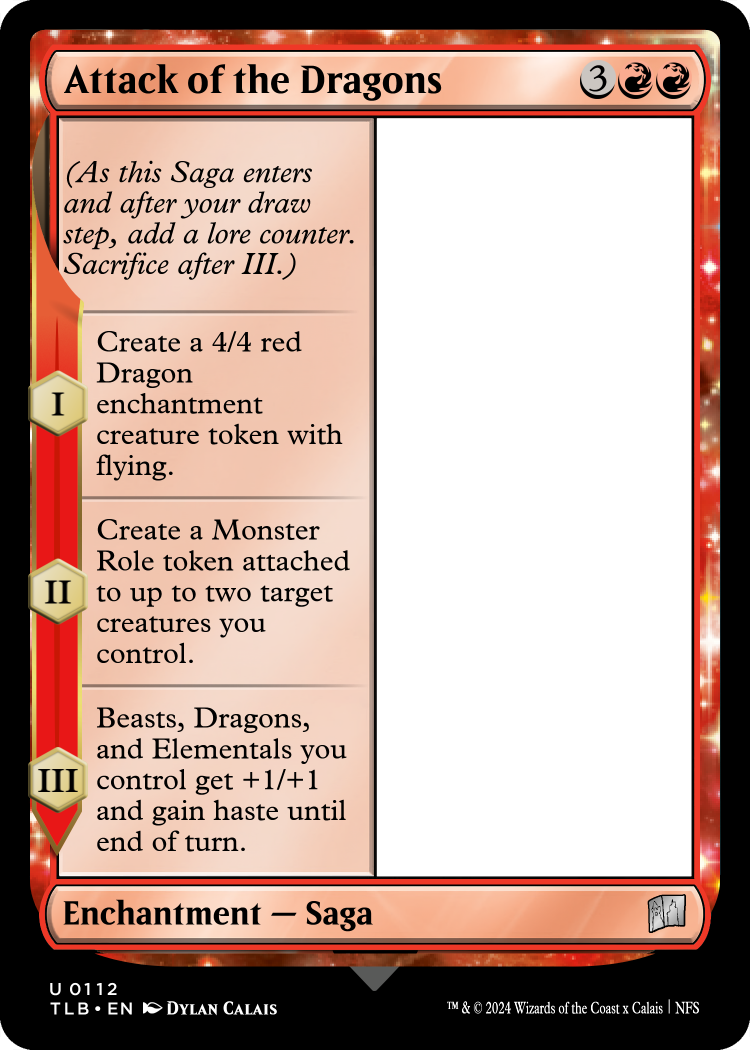 Attack of the Dragons 3
(As this Saga enters
and after your draw
step, add a lore counter.
Sacrifice after III.)
I
Create a 4/4 red
Dragon
enchantment
creature token with
flying.
II
Create a Monster
Role token attached
to up to two target
creatures you
control.
III
Beasts, Dragons,
and Elementals you
control get +1/+1
and gain haste until
end of turn.
Enchantment — Saga
U 0112
TLB • EN DYLAN CALAIS
™ & © 2024 Wizards of the Coast x Calais | NFS